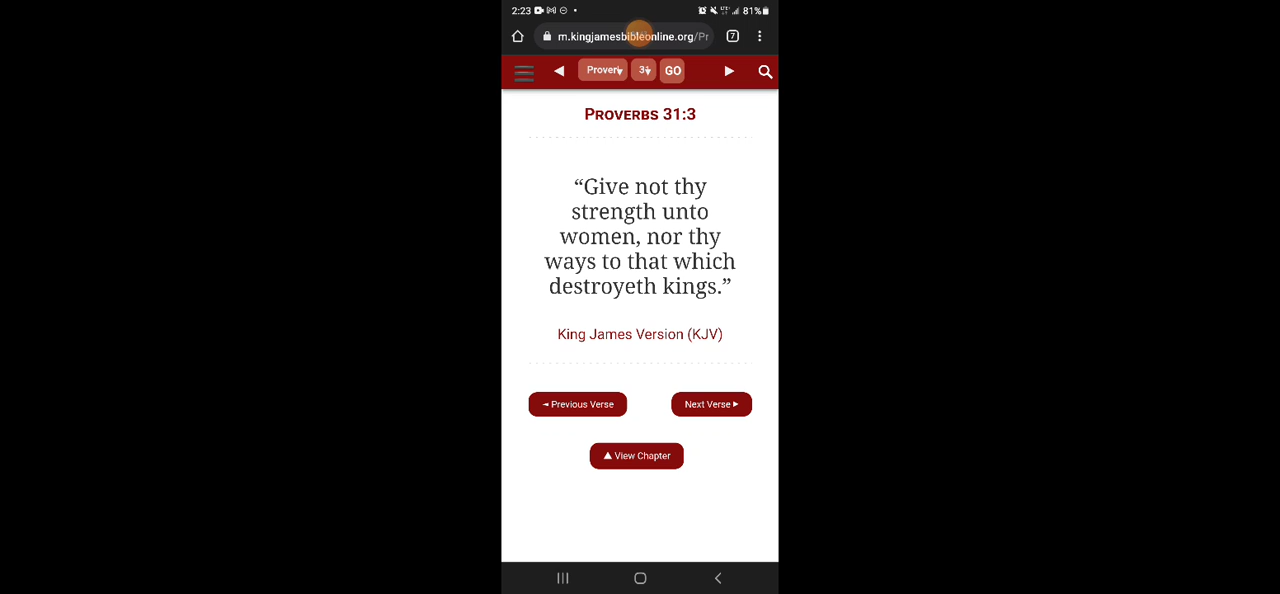 2:23 81%
m.kingjamesbibleonline.org/Pr 7
Prover 31 GO
PROVERBS 31:3
“Give not thy
strength unto
women, nor thy
ways to that which
destroyeth kings.”
King James Version (KJV)
◄ Previous Verse Next Verse ►
▲ View Chapter